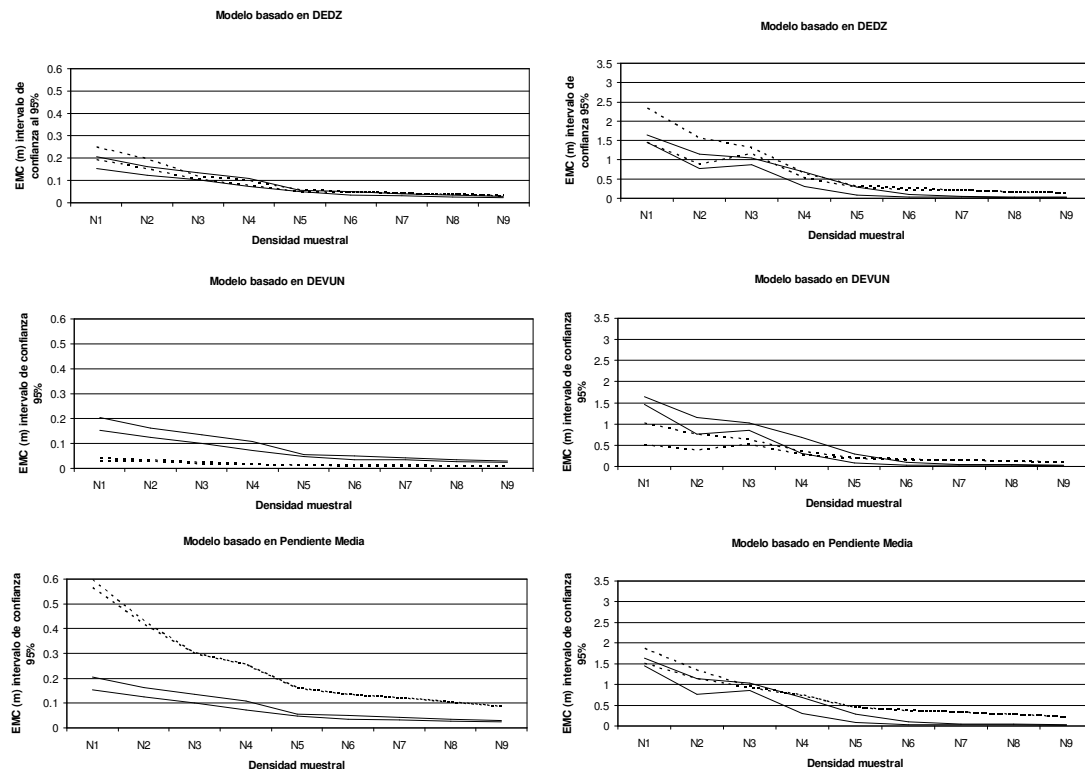 Modelo basado en DEDZ
EMC (m) intervalo de
confianza al 95%
0.6
0.5
0.4
0.3
0.2
0.1
0
N1 N2 N3 N4 N5 N6 N7 N8 N9
Densidad muestral
Modelo basado en DEDZ
EMC (m) intervalo de
confianza 95%
3.5
3
2.5
2
1.5
1
0.5
0
N1 N2 N3 N4 N5 N6 N7 N8 N9
Densidad muestral
Modelo basado en DEVUN
EMC (m) intervalo de confianza
95%
0.6
0.5
0.4
0.3
0.2
0.1
0
N1 N2 N3 N4 N5 N6 N7 N8 N9
Densidad muestral
Modelo basado en DEVUN
EMC (m) intervalo de confianza
95%
3.5
3
2.5
2
1.5
1
0.5
0
N1 N2 N3 N4 N5 N6 N7 N8 N9
Densidad muestral
Modelo basado en Pendiente Media
EMC (m) intervalo de confianza
95%
0.6
0.5
0.4
0.3
0.2
0.1
0
N1 N2 N3 N4 N5 N6 N7 N8 N9
Densidad muestral
Modelo basado en Pendiente Media
EMC (m) intervalo de confianza
95%
3.5
3
2.5
2
1.5
1
0.5
0
N1 N2 N3 N4 N5 N6 N7 N8 N9
Densidad muestral